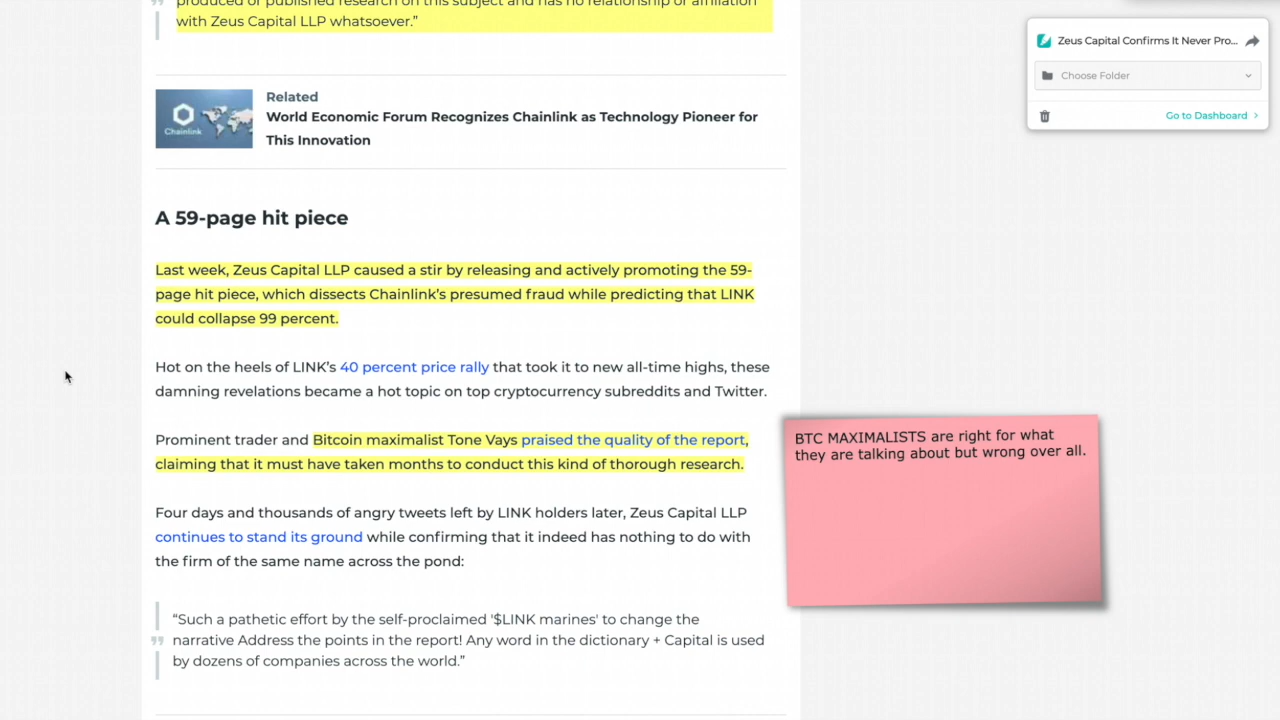 produced or published research on this subject and has no relationship or affiliation
with Zeus Capital LLP whatsoever.”
Zeus Capital Confirms It Never Pro...
Choose Folder
Go to Dashboard
Related
World Economic Forum Recognizes Chainlink as Technology Pioneer for
This Innovation
Chainlink
A 59-page hit piece
Last week, Zeus Capital LLP caused a stir by releasing and actively promoting the 59-
page hit piece, which dissects Chainlink’s presumed fraud while predicting that LINK
could collapse 99 percent.
Hot on the heels of LINK’s 40 percent price rally that took it to new all-time highs, these
damning revelations became a hot topic on top cryptocurrency subreddits and Twitter.
Prominent trader and Bitcoin maximalist Tone Vays praised the quality of the report,
claiming that it must have taken months to conduct this kind of thorough research.
BTC MAXIMALISTS are right for what
they are talking about but wrong over all.
Four days and thousands of angry tweets left by LINK holders later, Zeus Capital LLP
continues to stand its ground while confirming that it indeed has nothing to do with
the firm of the same name across the pond:
“Such a pathetic effort by the self-proclaimed '$LINK marines' to change the
narrative Address the points in the report! Any word in the dictionary + Capital is used
by dozens of companies across the world.”